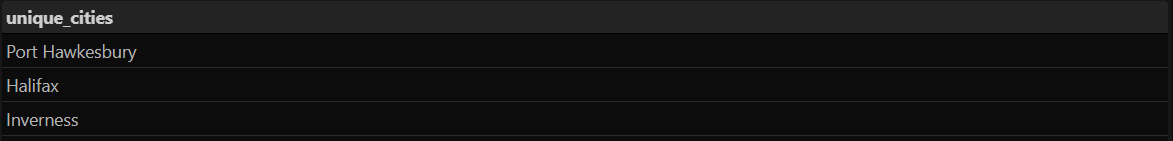 unique_cities
Port Hawkesbury
Halifax
Inverness